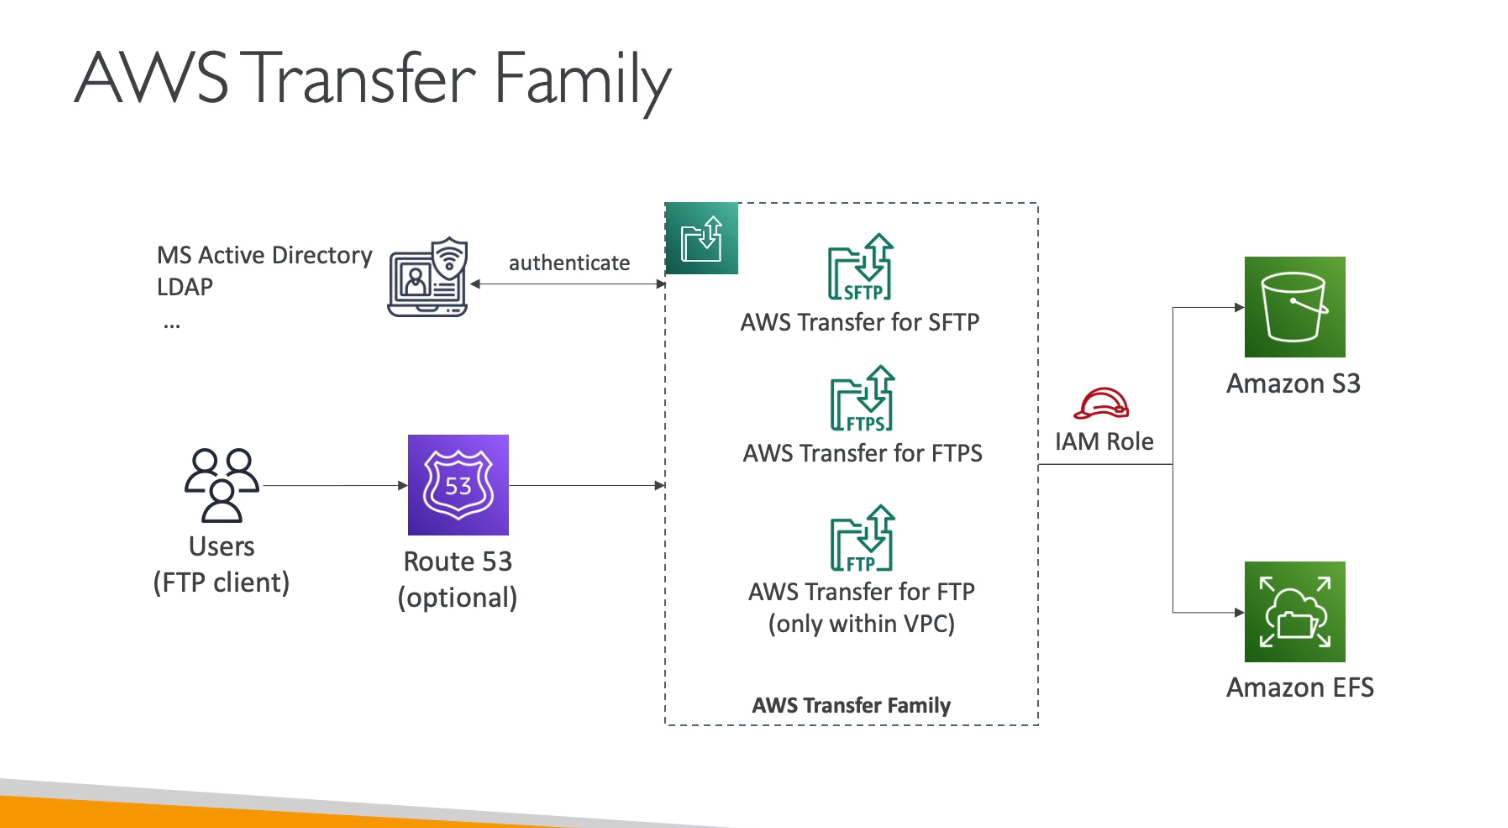 AWS Transfer Family
MS Active Directory
LDAP
...
authenticate
SFTP
AWS Transfer for SFTP
FTPS
AWS Transfer for FTPS
FTP
AWS Transfer for FTP
(only within VPC)
AWS Transfer Family
Users
(FTP client)
53
Route 53
(optional)
IAM Role
Amazon S3
Amazon EFS